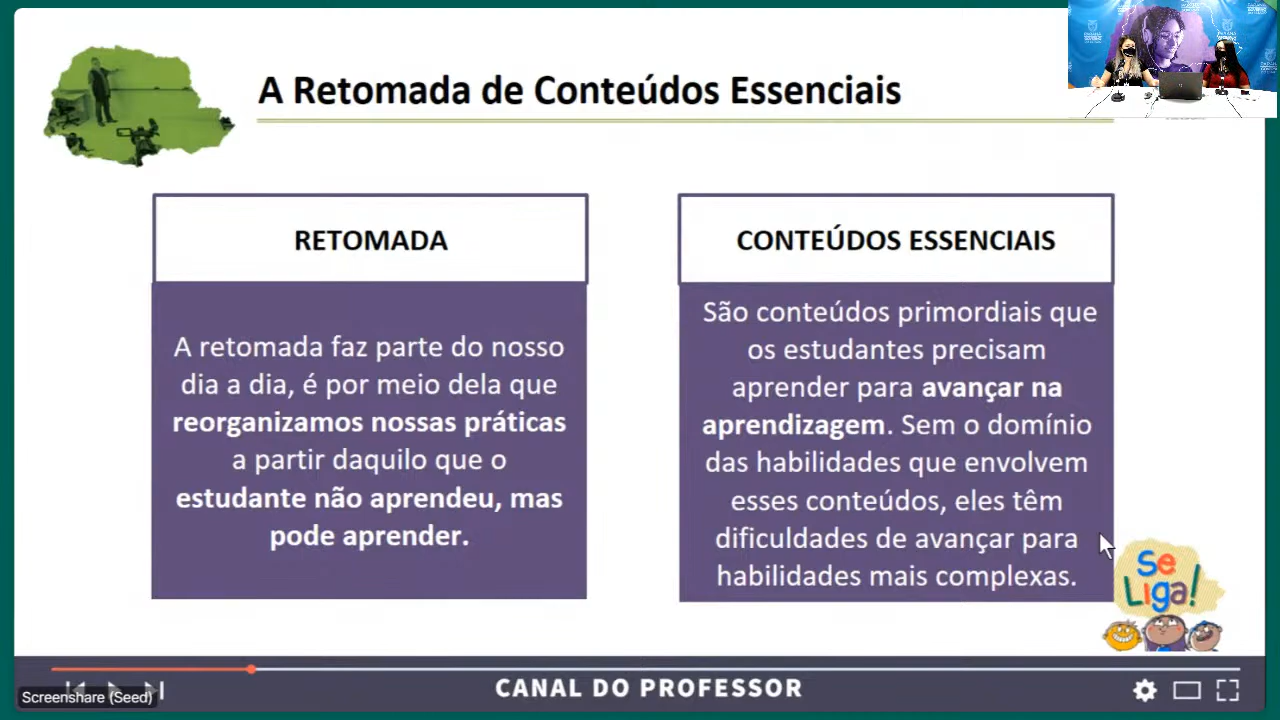 A Retomada de Conteúdos Essenciais
RETOMADA
A retomada faz parte do nosso
dia a dia, é por meio dela que
reorganizamos nossas práticas
a partir daquilo que o
estudante não aprendeu, mas
pode aprender.
CONTEÚDOS ESSENCIAIS
São conteúdos primordiais que
os estudantes precisam
aprender para avançar na
aprendizagem. Sem o domínio
das habilidades que envolvem
esses conteúdos, eles têm
dificuldades de avançar para
habilidades mais complexas.
Se
Liga!
CANAL DO PROFESSOR
Screenshare (Seed)